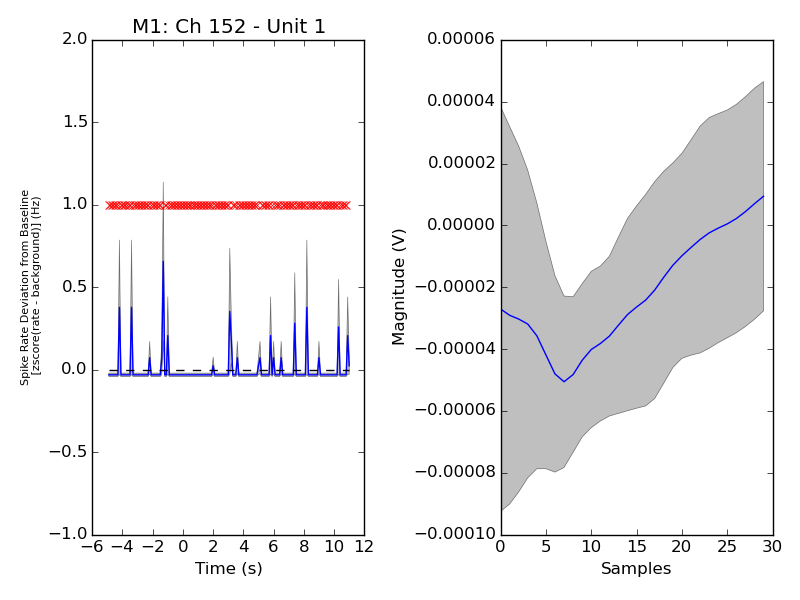 M1: Ch 152 - Unit 1
2.0
1.5
1.0
0.5
0.0
−0.5
−1.0
−6 −4 −2 0 2 4 6 8 10 12
Time (s)
Spike Rate Deviation from Baseline
[zscore(rate - background)] (Hz)
0.00006
0.00004
0.00002
0.00000
−0.00002
−0.00004
−0.00006
−0.00008
−0.00010
0 5 10 15 20 25 30
Samples
Magnitude (V)